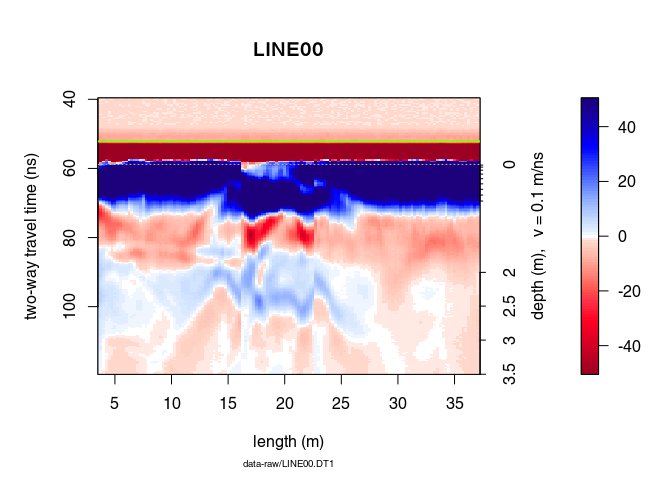 LINE00
two-way travel time (ns)
40
60
80
100
0
2
2.5
3
3.5
depth (m),   v = 0.1 m/ns
40
20
0
-20
-40
5 10 15 20 25 30 35
length (m)
data-raw/LINE00.DT1